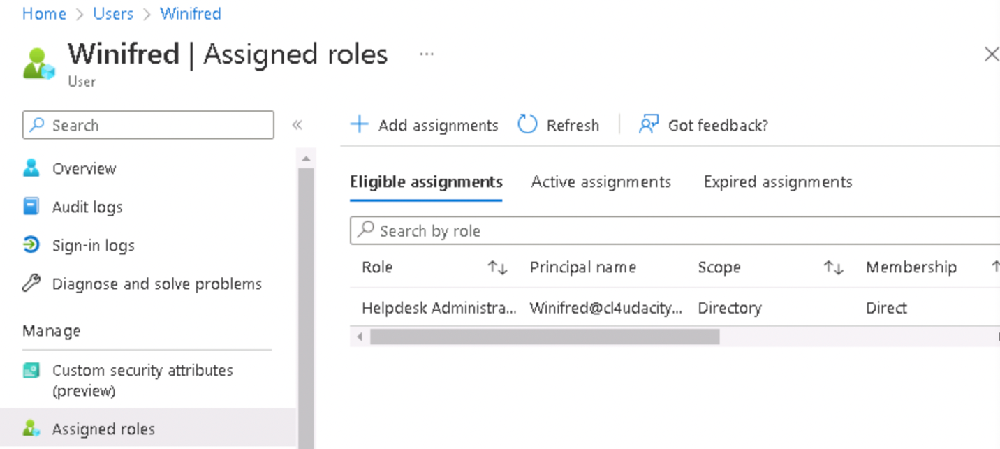 Home > Users > Winifred
Winifred | Assigned roles ...
User
Search «
Add assignments Refresh Got feedback?
Overview
Audit logs
Sign-in logs
Diagnose and solve problems
Manage
Custom security attributes
(preview)
Assigned roles
Eligible assignments Active assignments Expired assignments
Search by role
Role Principal name Scope Membership
Helpdesk Administra... Winifred@cl4udacity... Directory Direct